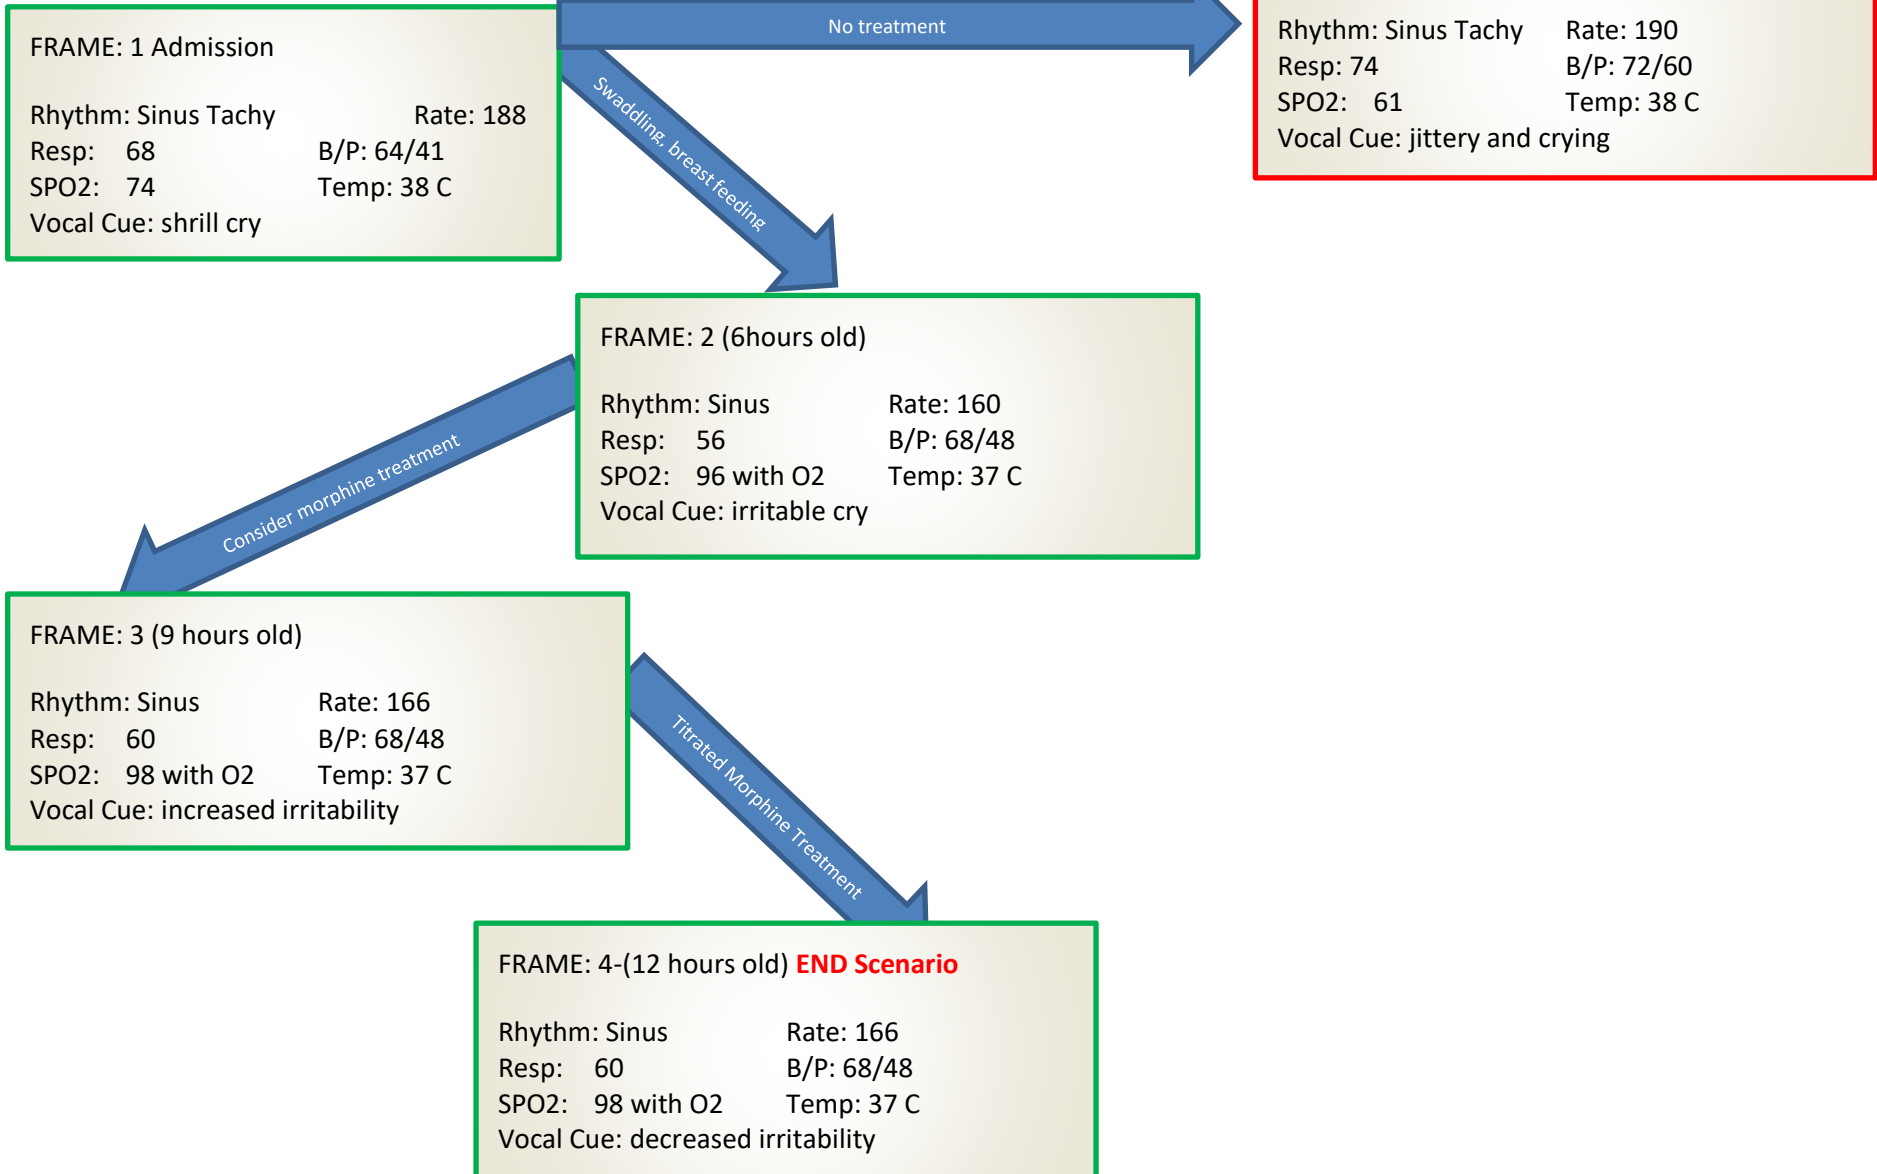 No treatment
FRAME: 1 Admission
Rhythm: Sinus Tachy Rate: 188
Resp: 68 B/P: 64/41
SPO2: 74 Temp: 38 C
Vocal Cue: shrill cry
Rhythm: Sinus Tachy Rate: 190
Resp: 74 B/P: 72/60
SPO2: 61 Temp: 38 C
Vocal Cue: jittery and crying
Swaddling, breast feeding
FRAME: 2 (6hours old)
Rhythm: Sinus Rate: 160
Resp: 56 B/P: 68/48
SPO2: 96 with O2 Temp: 37 C
Vocal Cue: irritable cry
Consider morphine treatment
FRAME: 3 (9 hours old)
Rhythm: Sinus Rate: 166
Resp: 60 B/P: 68/48
SPO2: 98 with O2 Temp: 37 C
Vocal Cue: increased irritability
Titrated Morphine Treatment
FRAME: 4-(12 hours old) END Scenario
Rhythm: Sinus Rate: 166
Resp: 60 B/P: 68/48
SPO2: 98 with O2 Temp: 37 C
Vocal Cue: decreased irritability